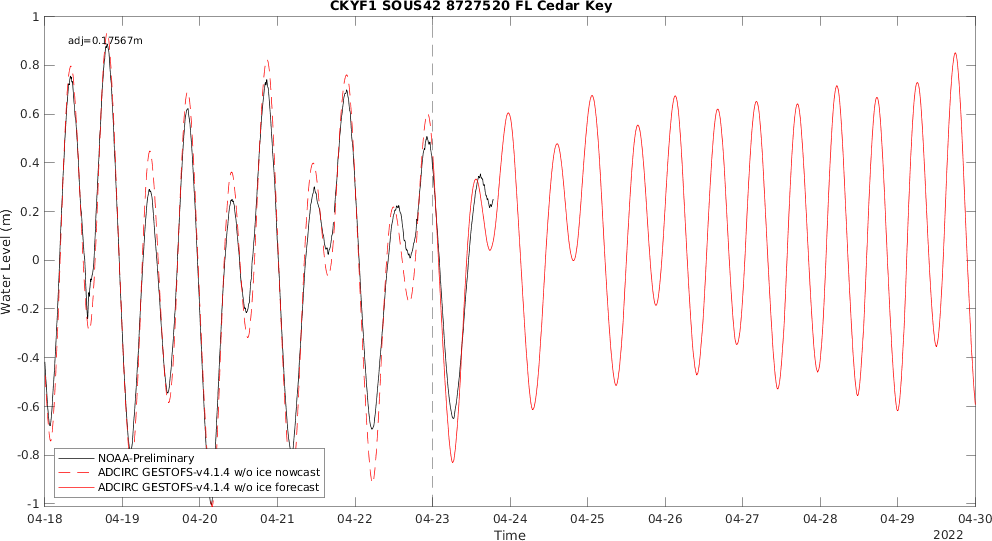 CKYF1 SOUS42 8727520 FL Cedar Key
adj=0.17567m
1
0.8
0.6
0.4
0.2
0
-0.2
-0.4
-0.6
-0.8
-1
Water Level (m)
NOAA-Preliminary
ADCIRC GESTOFS-v4.1.4 w/o ice nowcast
ADCIRC GESTOFS-v4.1.4 w/o ice forecast
04-18 04-19 04-20 04-21 04-22 04-23 04-24 04-25 04-26 04-27 04-28 04-29 04-30
Time
2022